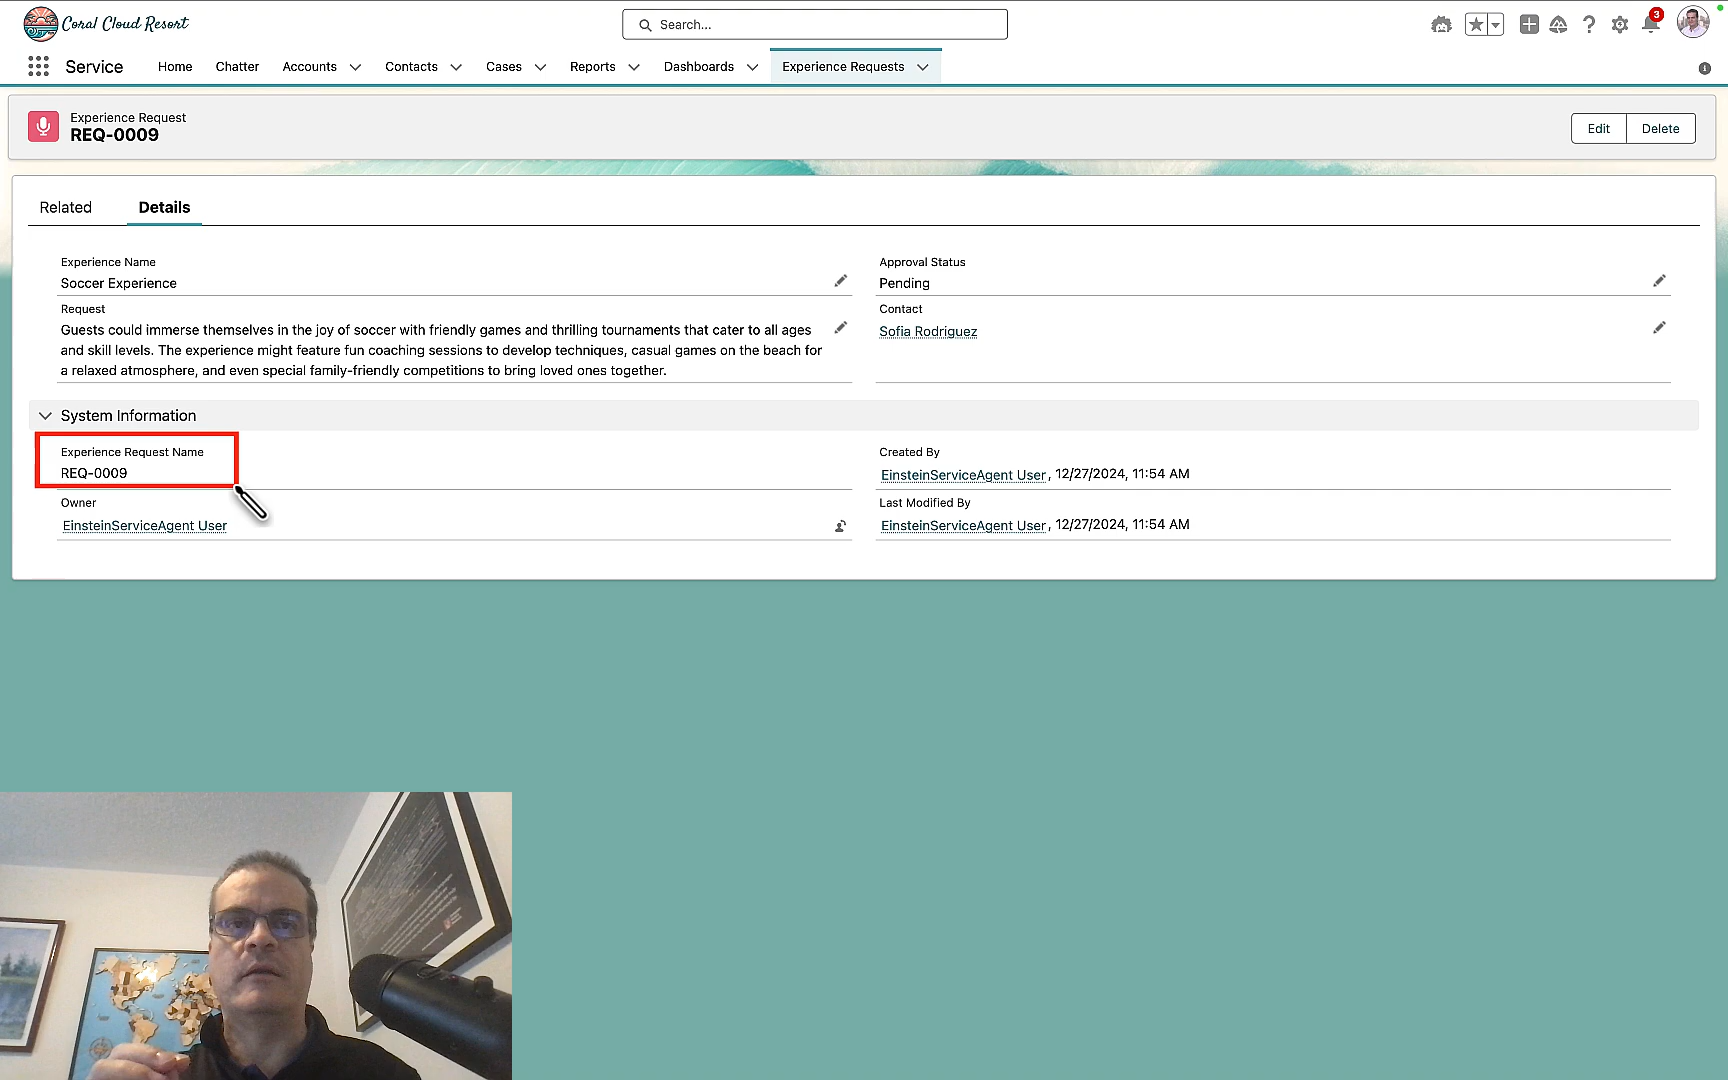 Coral Cloud Resort
Search...
3
Service
Home
Chatter
Accounts
Contacts
Cases
Reports
Dashboards
Experience Requests
Experience Request
REQ-0009
Edit
Delete
Related
Details
Experience Name
Soccer Experience
Approval Status
Pending
Request
Guests could immerse themselves in the joy of soccer with friendly games and thrilling tournaments that cater to all ages
and skill levels. The experience might feature fun coaching sessions to develop techniques, casual games on the beach for
a relaxed atmosphere, and even special family-friendly competitions to bring loved ones together.
Contact
Sofia Rodriguez
System Information
Experience Request Name
REQ-0009
Created By
EinsteinServiceAgent User, 12/27/2024, 11:54 AM
Owner
EinsteinServiceAgent User
Last Modified By
EinsteinServiceAgent User, 12/27/2024, 11:54 AM